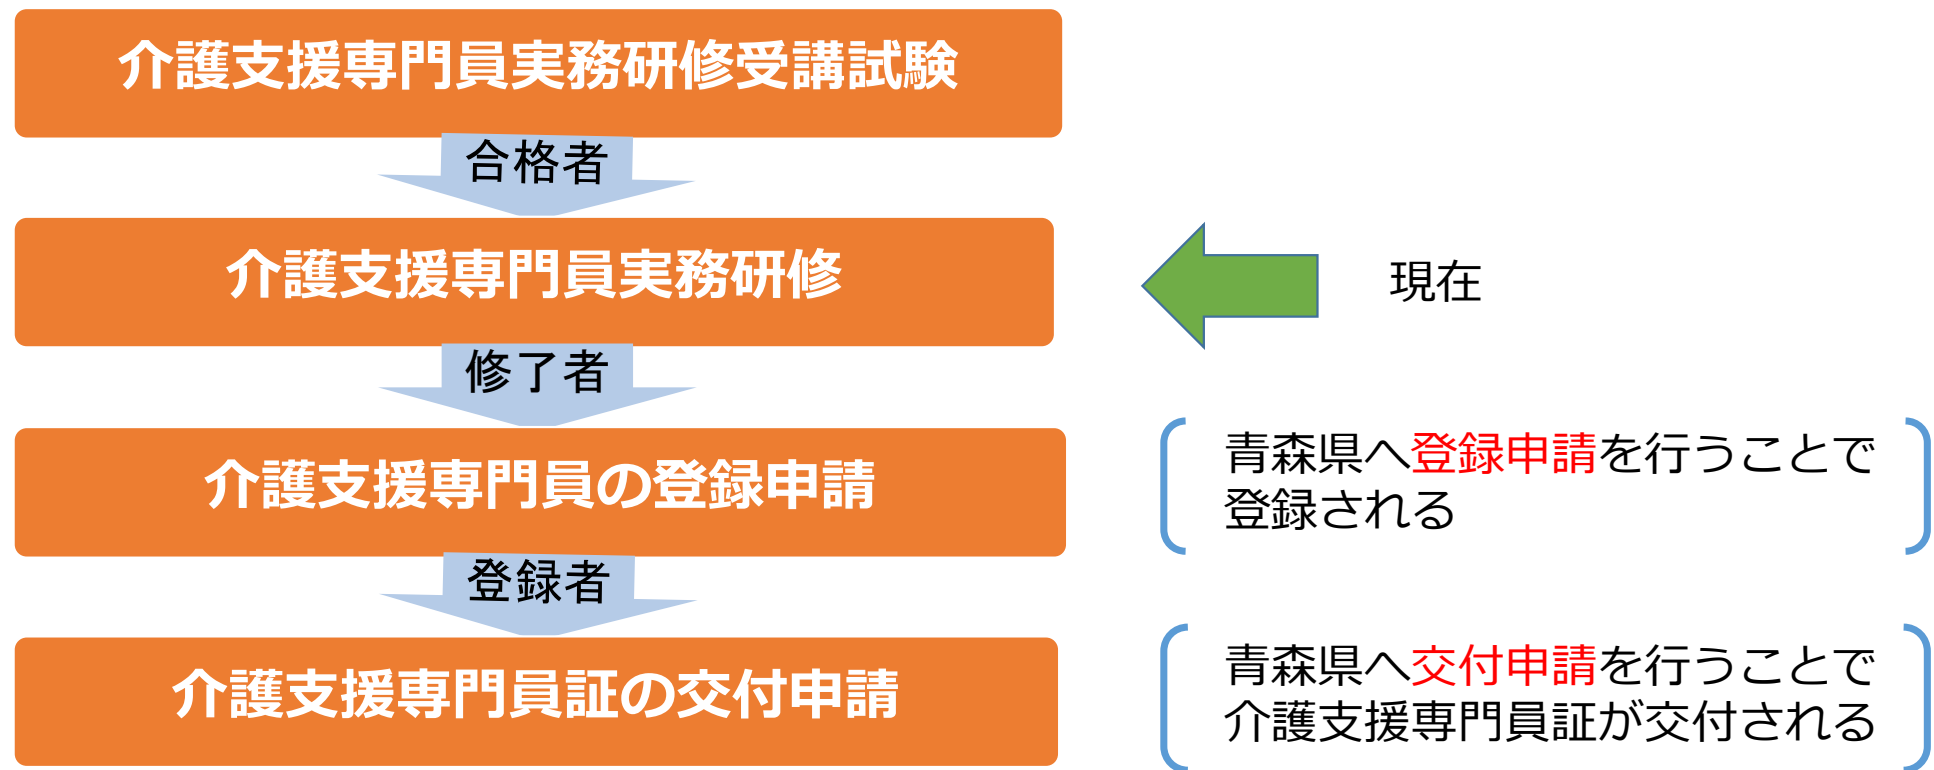 介護支援専門員実務研修受講試験
合格者
介護支援専門員実務研修
現在
修了者
介護支援専門員の登録申請
青森県へ登録申請を行うことで
登録される
登録者
介護支援専門員証の交付申請
青森県へ交付申請を行うことで
介護支援専門員証が交付される